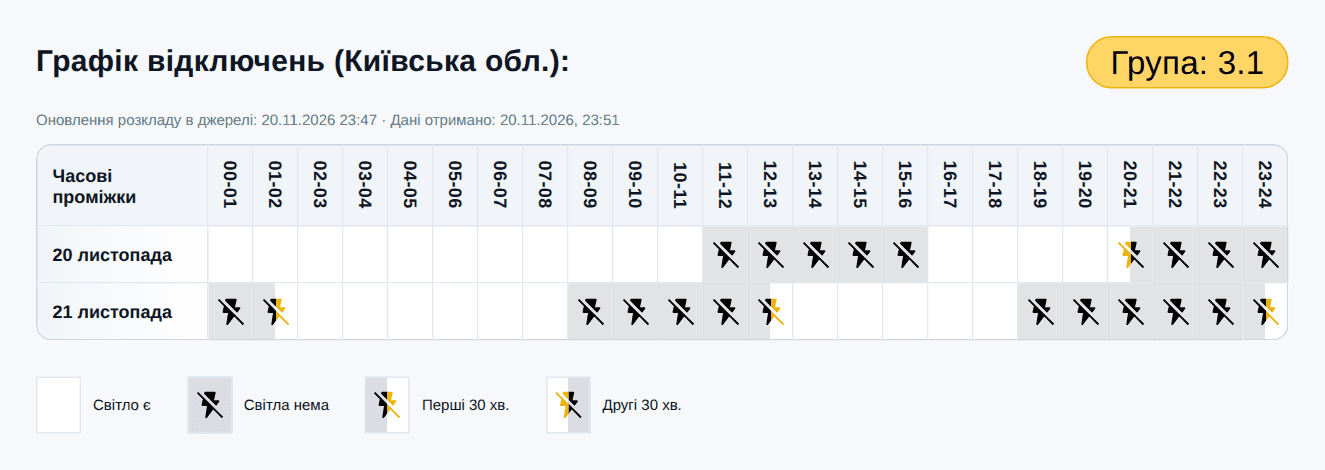 Графік відключень (Київська обл.):
Група: 3.1
Оновлення розкладу в джерелі: 20.11.2026 23:47 · Дані отримано: 20.11.2026, 23:51
Часові
проміжки
00-01
01-02
02-03
03-04
04-05
05-06
06-07
07-08
08-09
09-10
10-11
11-12
12-13
13-14
14-15
15-16
16-17
17-18
18-19
19-20
20-21
21-22
22-23
23-24
20 листопада
21 листопада
Світло є
Світла нема
Перші 30 хв.
Другі 30 хв.